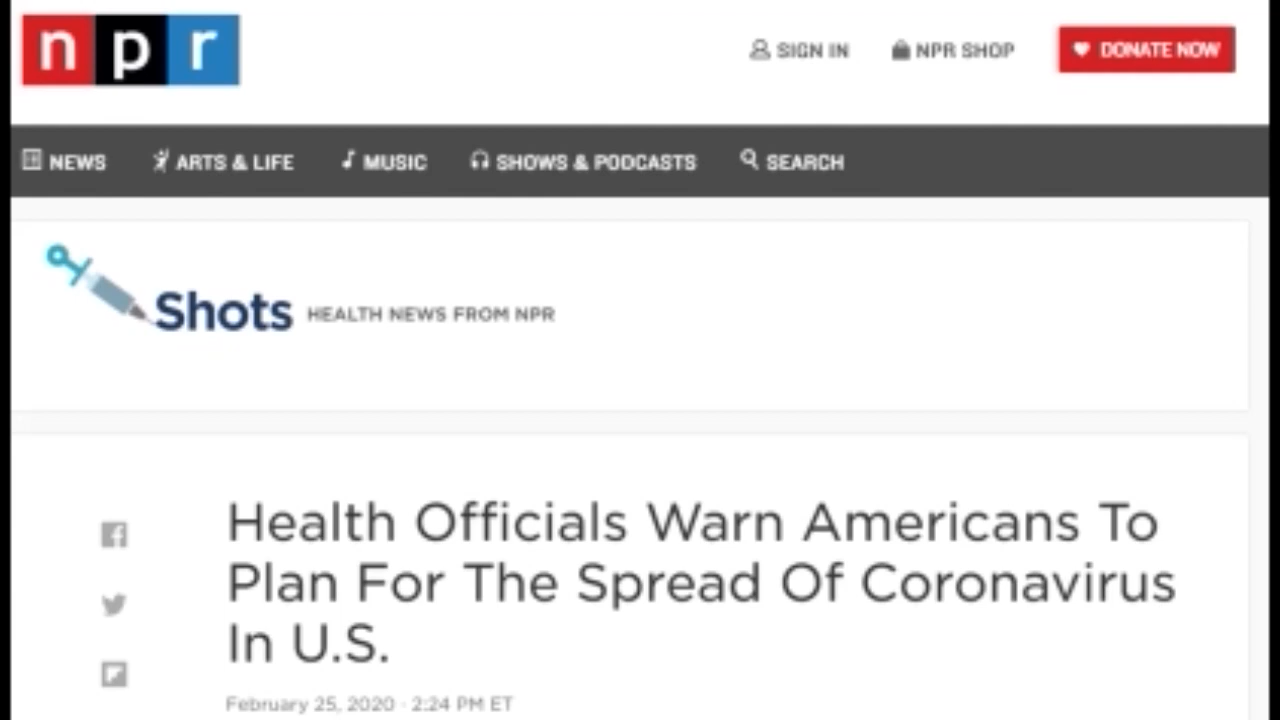 npr
SIGN IN NPR SHOP DONATE NOW
NEWS ARTS & LIFE MUSIC SHOWS & PODCASTS SEARCH
Shots HEALTH NEWS FROM NPR
Health Officials Warn Americans To
Plan For The Spread Of Coronavirus
In U.S.
February 25, 2020 · 2:24 PM ET